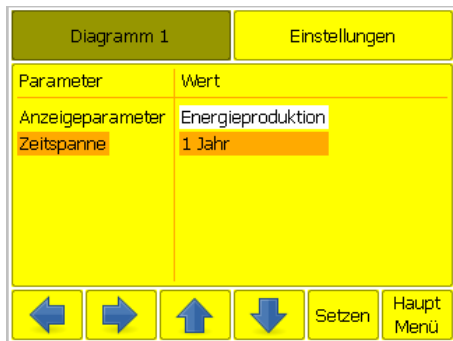 Diagramm 1 Einstellungen
Parameter Wert
Anzeigeparameter Energieproduktion
Zeitspanne 1 Jahr
Setzen Haupt
Menü